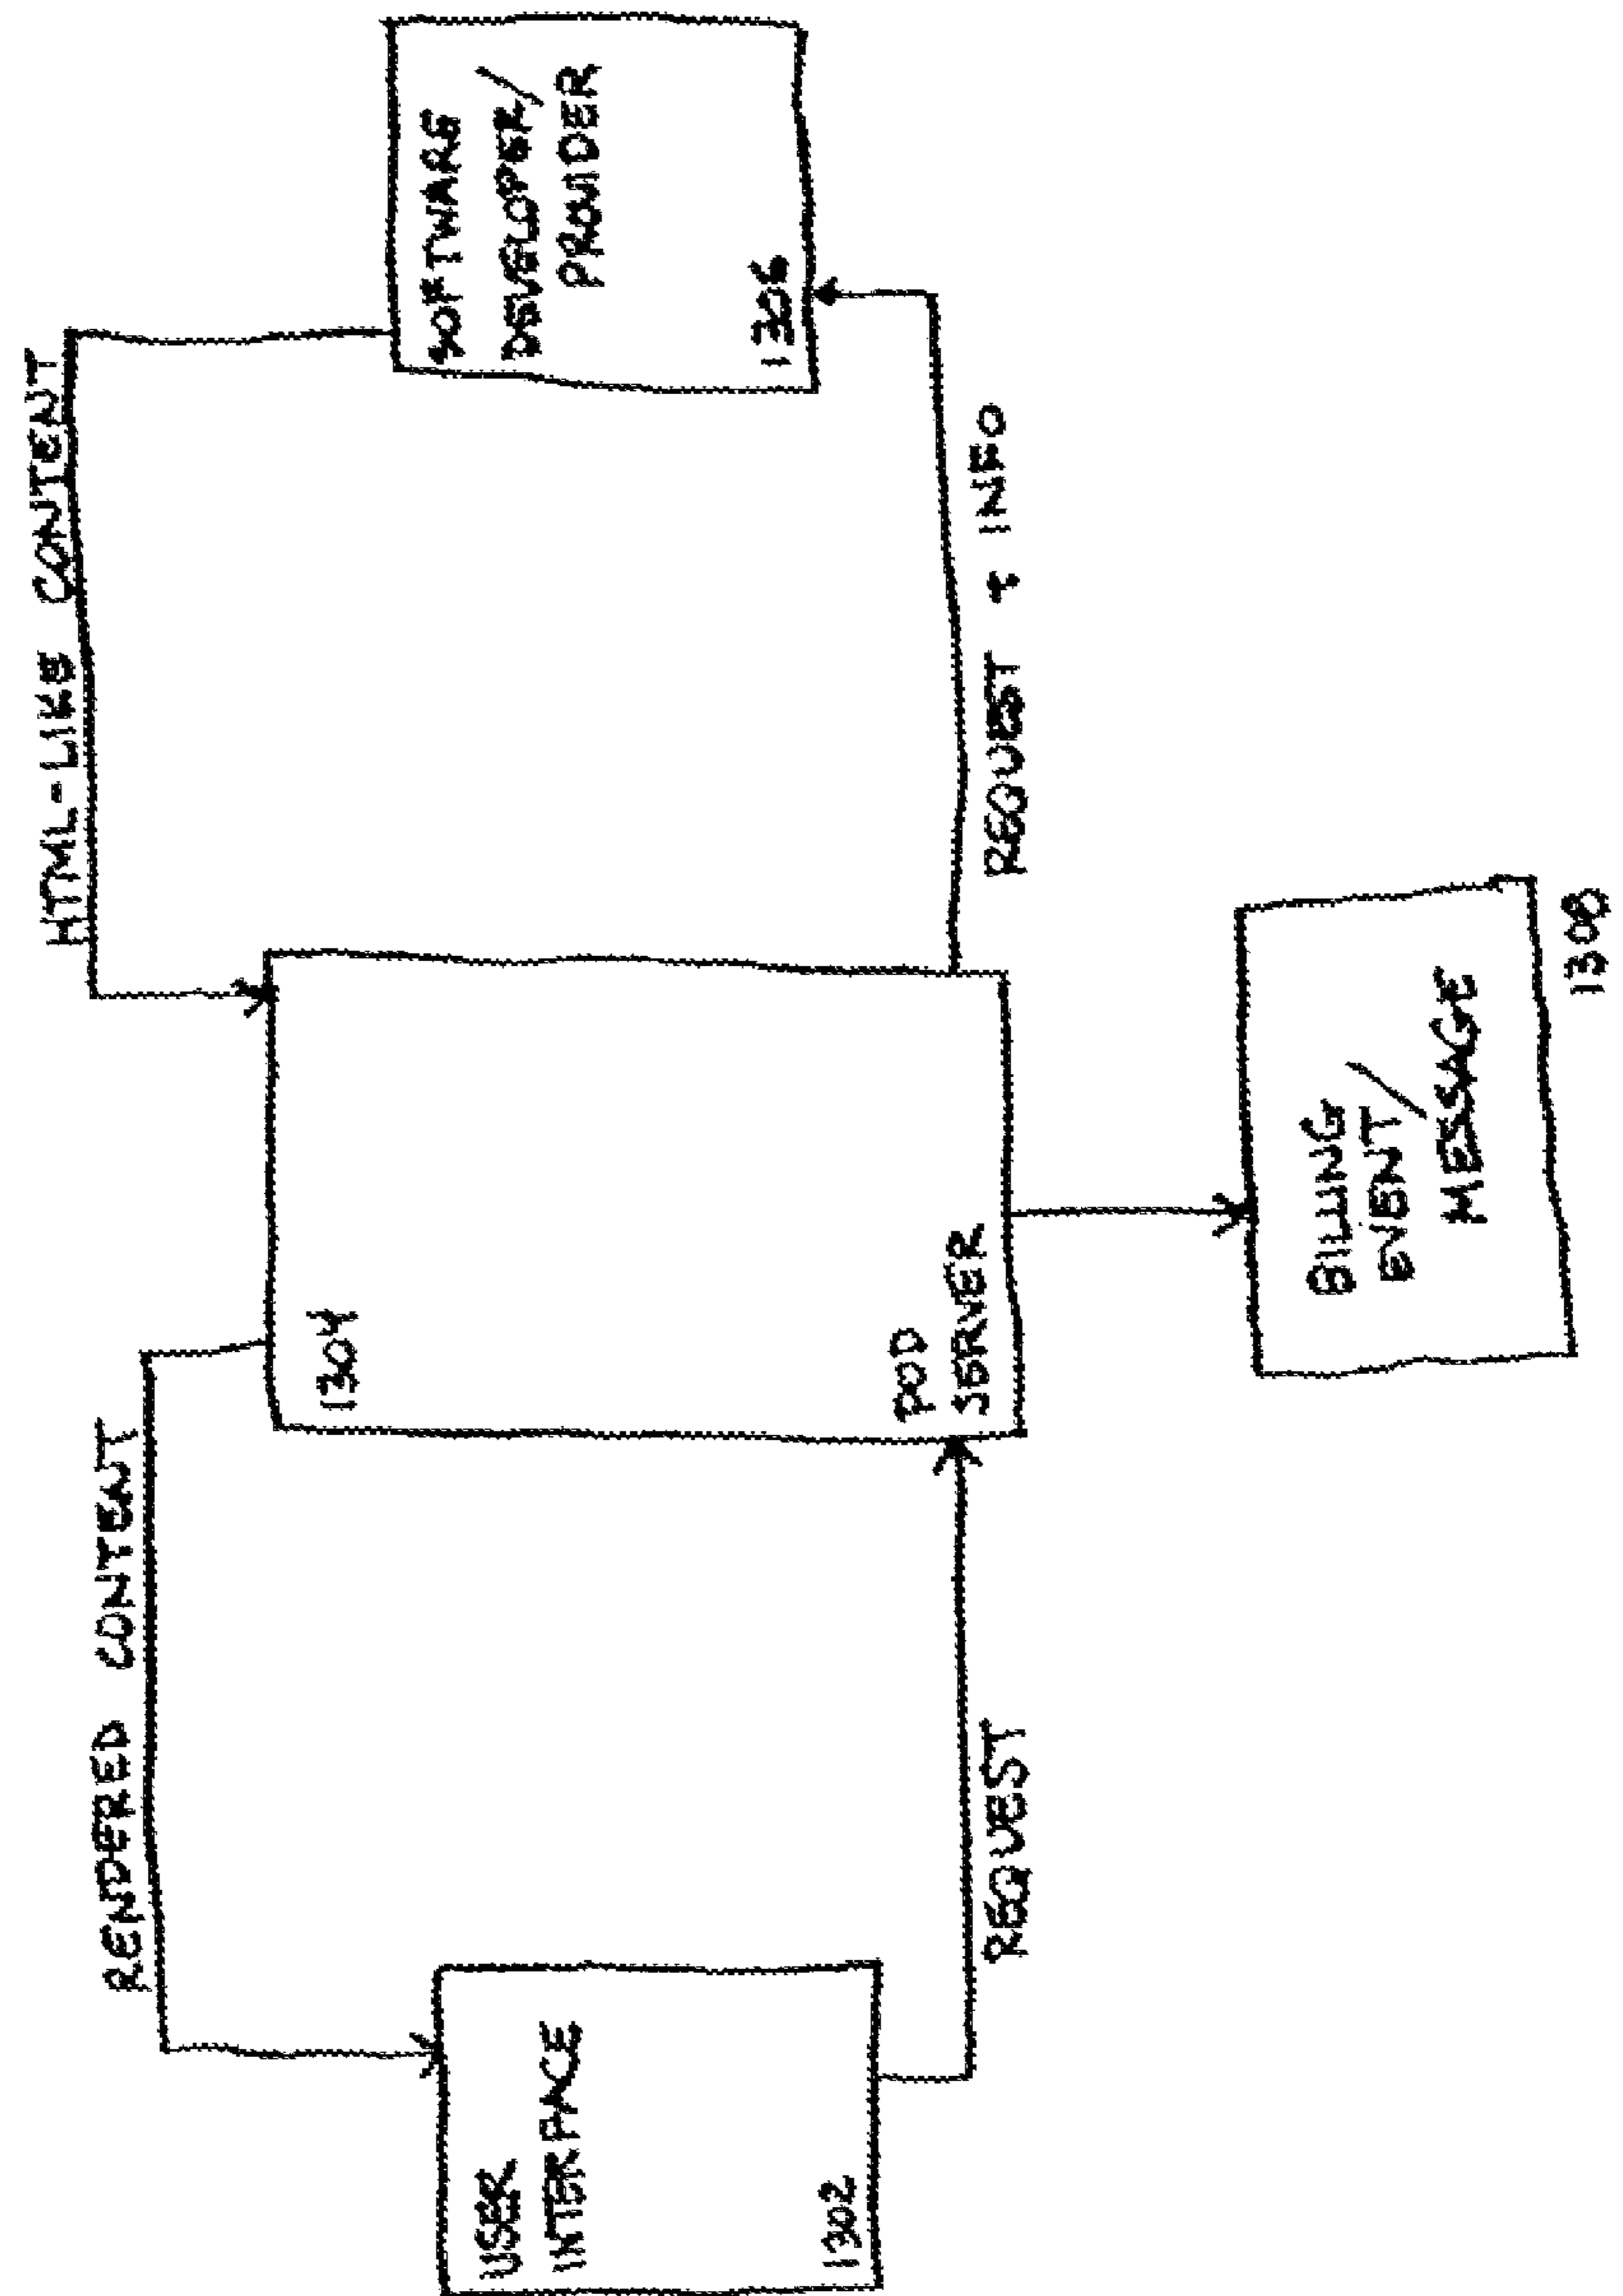 RENDERED CONTENT
HTML-LIKE CONTENT
USER
INTERFACE
1302
1304
POD
SERVER
SOFTWARE
DEVELOPER/
PROVIDER
1306
REQUEST
REQUEST + INFO
BILLING
EVENT/
MESSAGE
1308